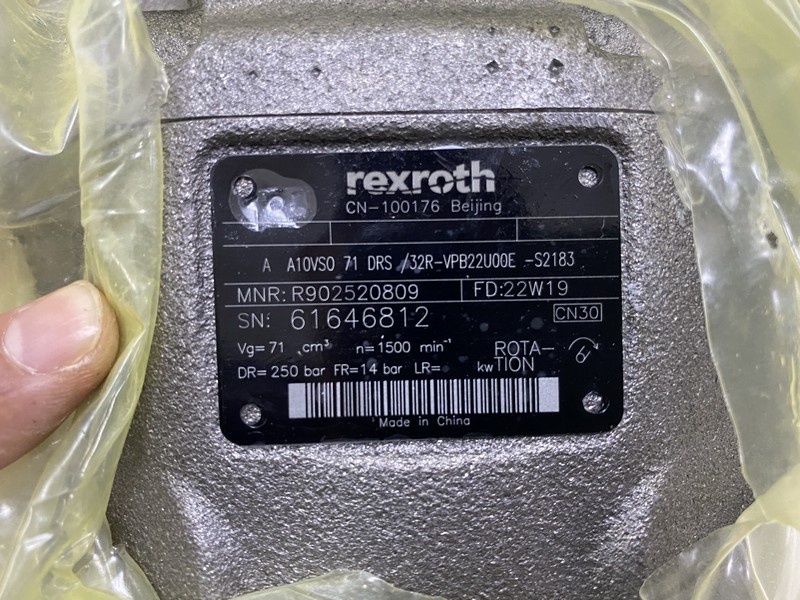 rexroth
CN-100176 Beijing
A A10VSO 71 DRS /32R-VPB22U00E -S2183
MNR: R902520809 FD: 22W19
SN: 61646812 CN30
Vg= 71 cm³ n= 1500 min⁻¹ ROTA-
DR= 250 bar FR= 14 bar LR= kW TION
Made in China